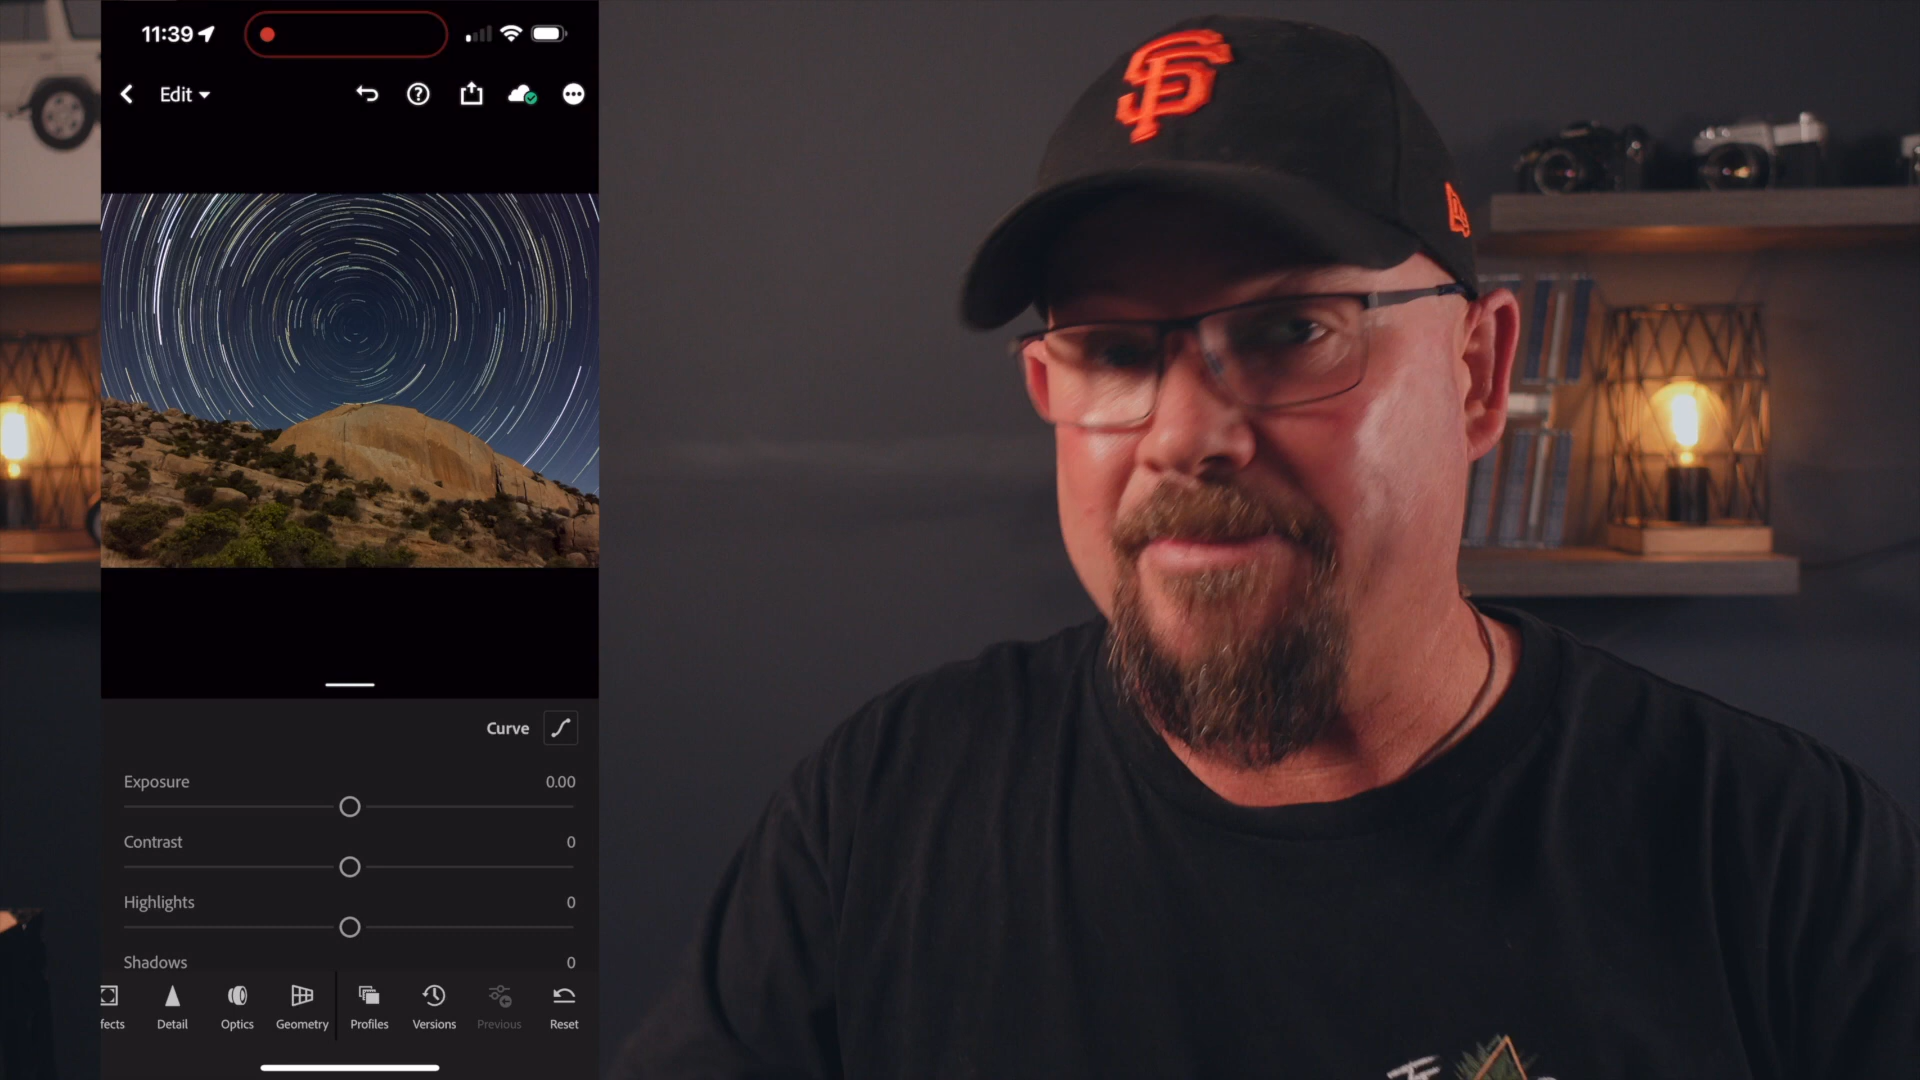 11:39
SF
Edit
Curve
Exposure 0.00
Contrast 0
Highlights 0
Shadows 0
fects Detail Optics Geometry Profiles Versions Previous Reset